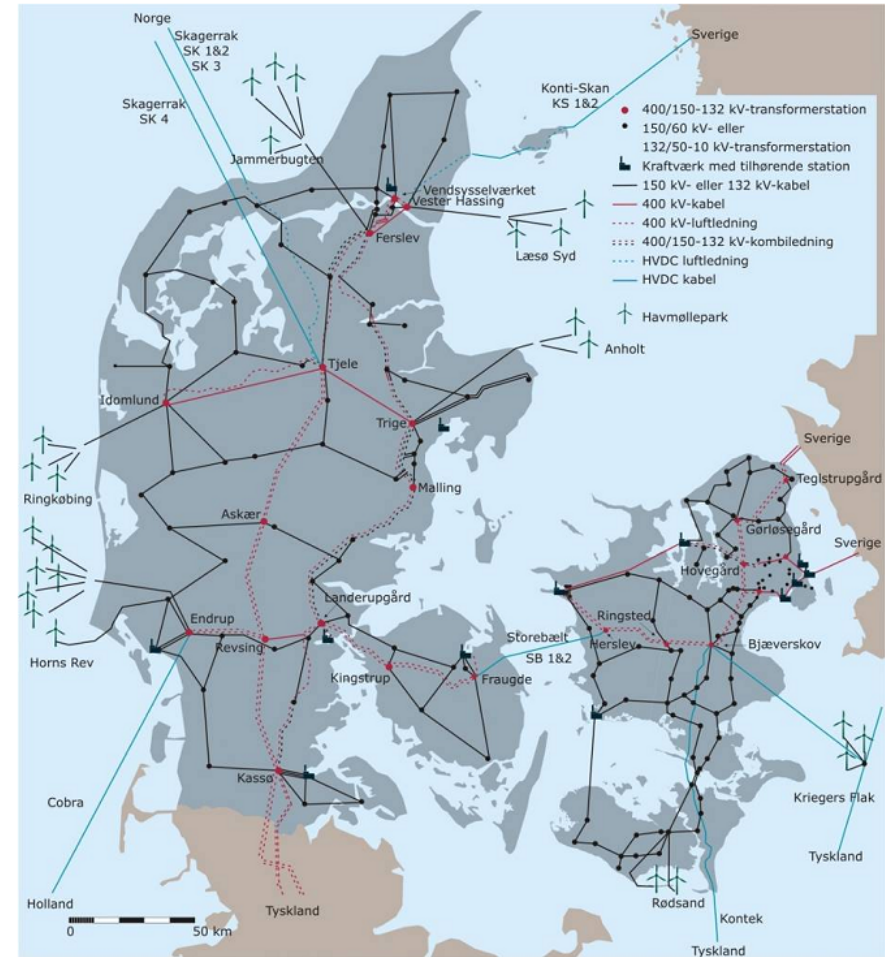 Norge
Skagerrak
SK 1&2
SK 3
Skagerrak
SK 4
Sverige
Konti-Skan
KS 1&2
400/150-132 kV-transformerstation
150/60 kV- eller
132/50-10 kV-transformerstation
Kraftværk med tilhørende station
150 kV- eller 132 kV-kabel
400 kV-kabel
400 kV-luftledning
400/150-132 kV-kombiledning
HVDC luftledning
HVDC kabel
Havmøllepark
Jammerbugten
Vendsysselværket
Vester Hassing
Ferslev
Læsø Syd
Anholt
Tjele
Idomlund
Trige
Ringkøbing
Malling
Askær
Sverige
Teglstrupgård
Gørløsegård
Sverige
Hovegård
Landerupgård
Endrup
Revsing
Horns Rev
Storebælt
SB 1&2
Ringsted
Herslev
Bjæverskov
Kingstrup
Fraugde
Kassø
Cobra
Kriegers Flak
Tyskland
Holland
Tyskland
Rødsand
Kontek
Tyskland
0
50 km